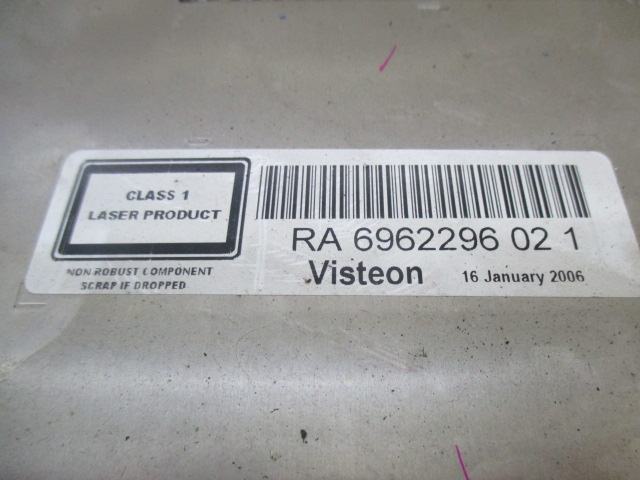 CLASS 1
LASER PRODUCT
NON ROBUST COMPONENT
SCRAP IF DROPPED
RA 6962296 02 1
Visteon 16 January 2006